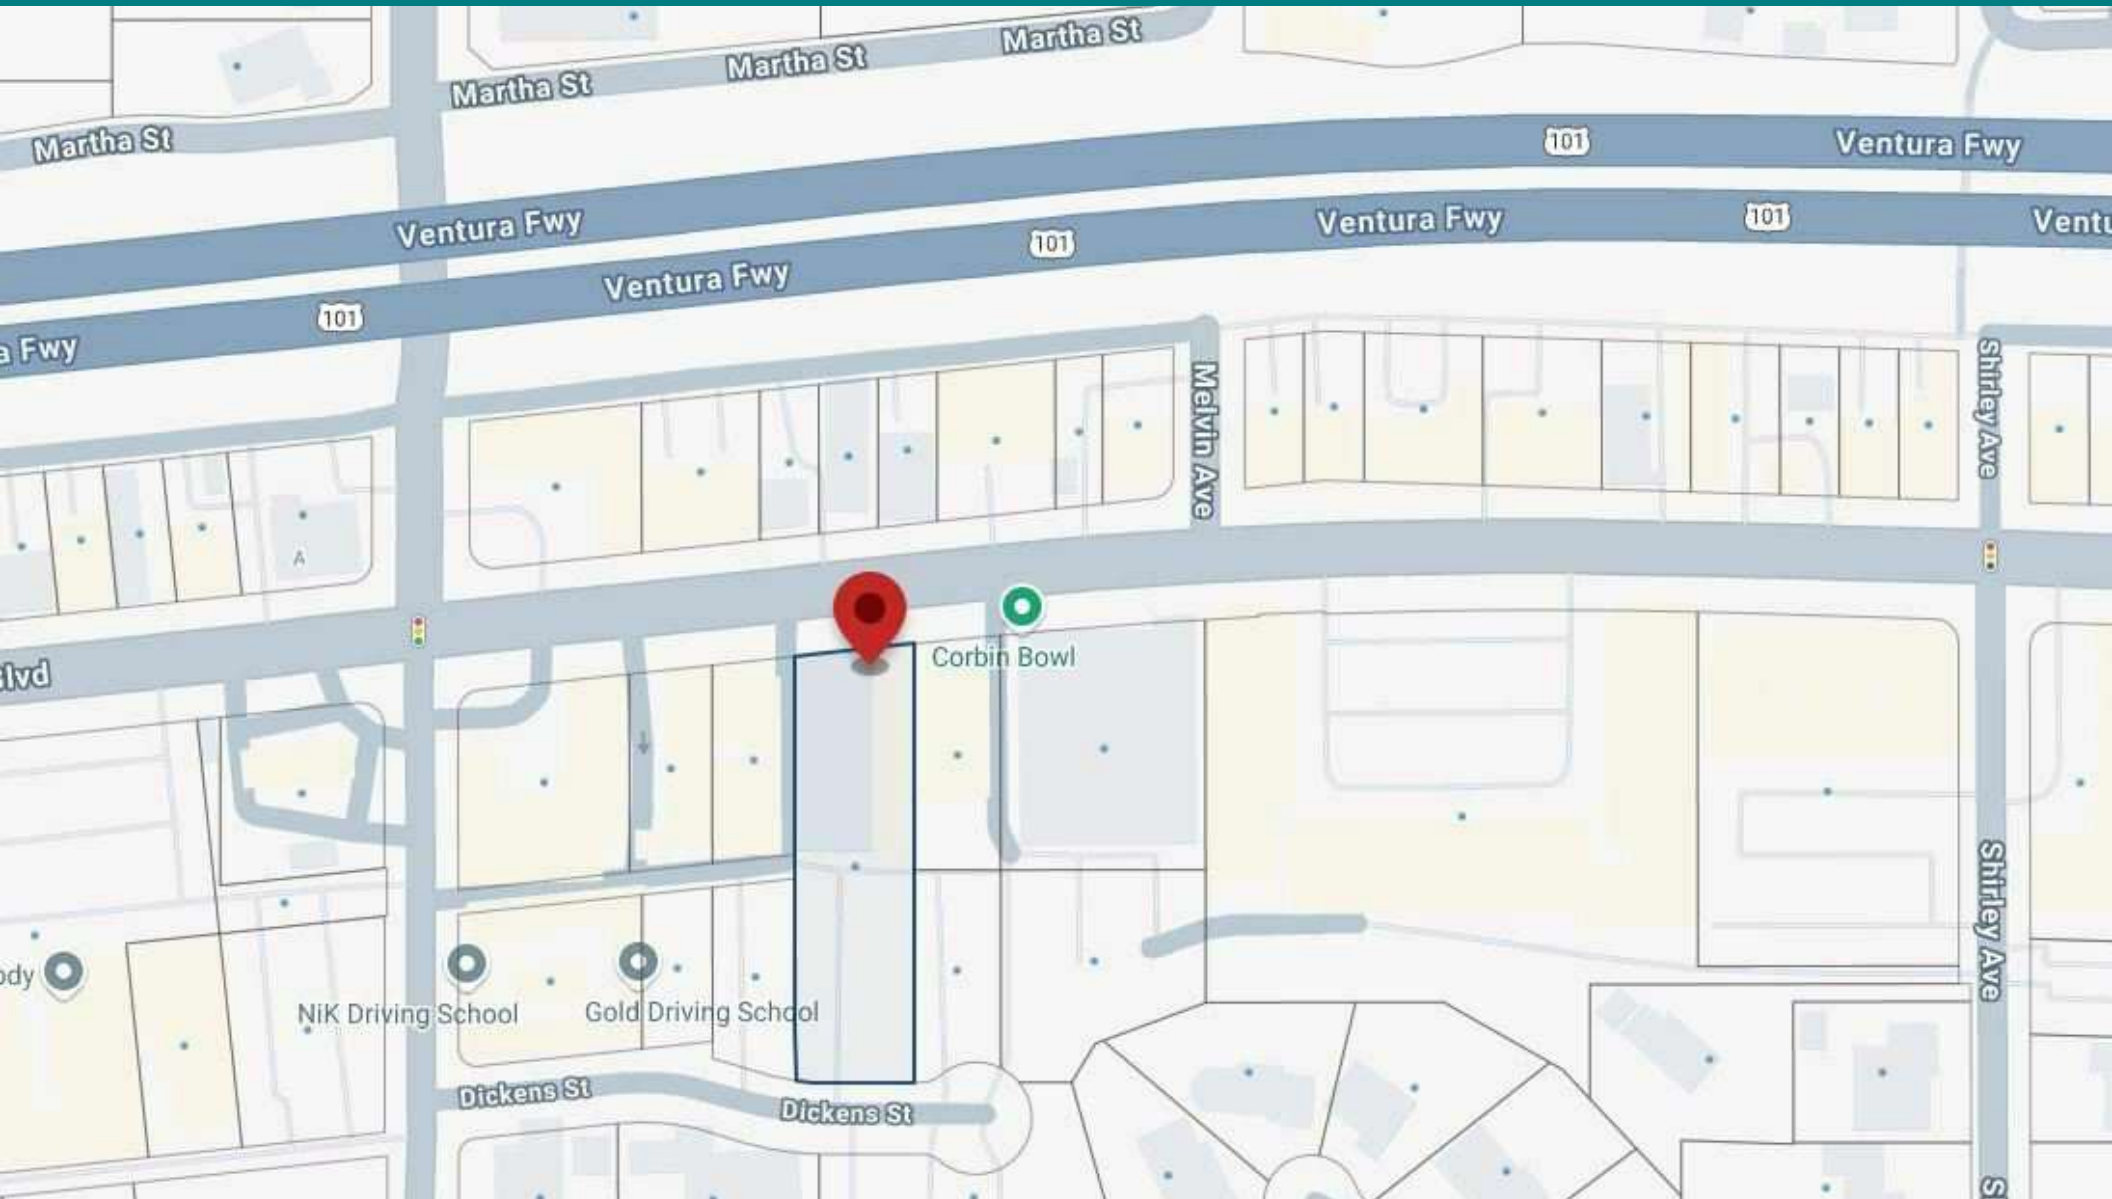 Martha St
Martha St
Martha St
Martha St
101
Ventura Fwy
101
Ventura Fwy
Ventura Fwy
Ventu
Ventura Fwy
101
Ventura Fwy
101
a Fwy
Melvin Ave
Shirley Ave
A
Corbin Bowl
lvd
Shirley Ave
ody
NiK Driving School
Gold Driving School
Dickens St
Dickens St
S